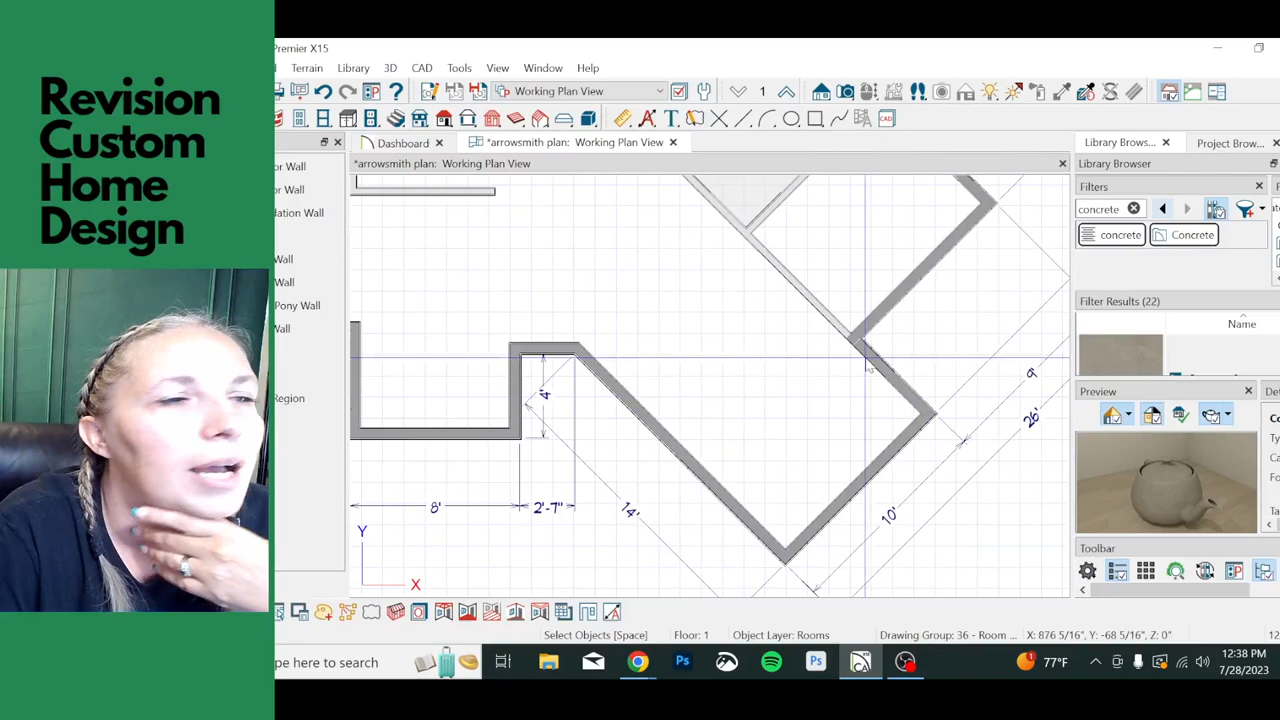 Revision
Custom
Home
Design
Premier X15
Terrain Library 3D CAD Tools View Window Help
Working Plan View 1
Dashboard *arrowsmith plan: Working Plan View Library Brows... Project Brow...
*arrowsmith plan: Working Plan View Library Browser
or Wall
or Wall
dation Wall
Wall
Wall
Pony Wall
Wall
Region
Filters
concrete
concrete Concrete
Filter Results (22)
Name
Preview
Toolbar
4'
9'
26'
8' 2'-7" 14' 10'
Y
X
Select Objects [Space] Floor: 1 Object Layer: Rooms Drawing Group: 36 - Room ... X: 876 5/16", Y: -68 5/16", Z: 0"
pe here to search
77°F
12:38 PM
7/28/2023